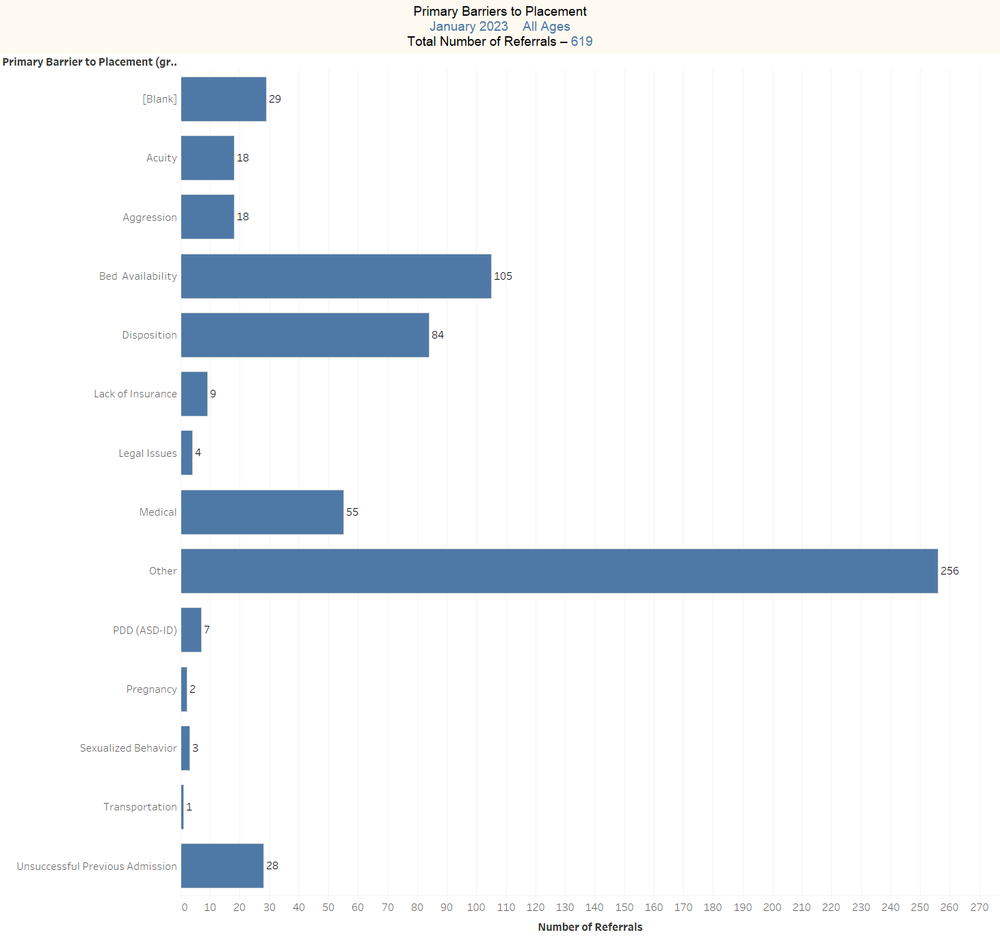 Primary Barriers to Placement
January 2023 All Ages
Total Number of Referrals – 619
Primary Barrier to Placement (gr..
[Blank] 29
Acuity 18
Aggression 18
Bed Availability 105
Disposition 84
Lack of Insurance 9
Legal Issues 4
Medical 55
Other 256
PDD (ASD-ID) 7
Pregnancy 2
Sexualized Behavior 3
Transportation 1
Unsuccessful Previous Admission 28
0 10 20 30 40 50 60 70 80 90 100 110 120 130 140 150 160 170 180 190 200 210 220 230 240 250 260 270
Number of Referrals